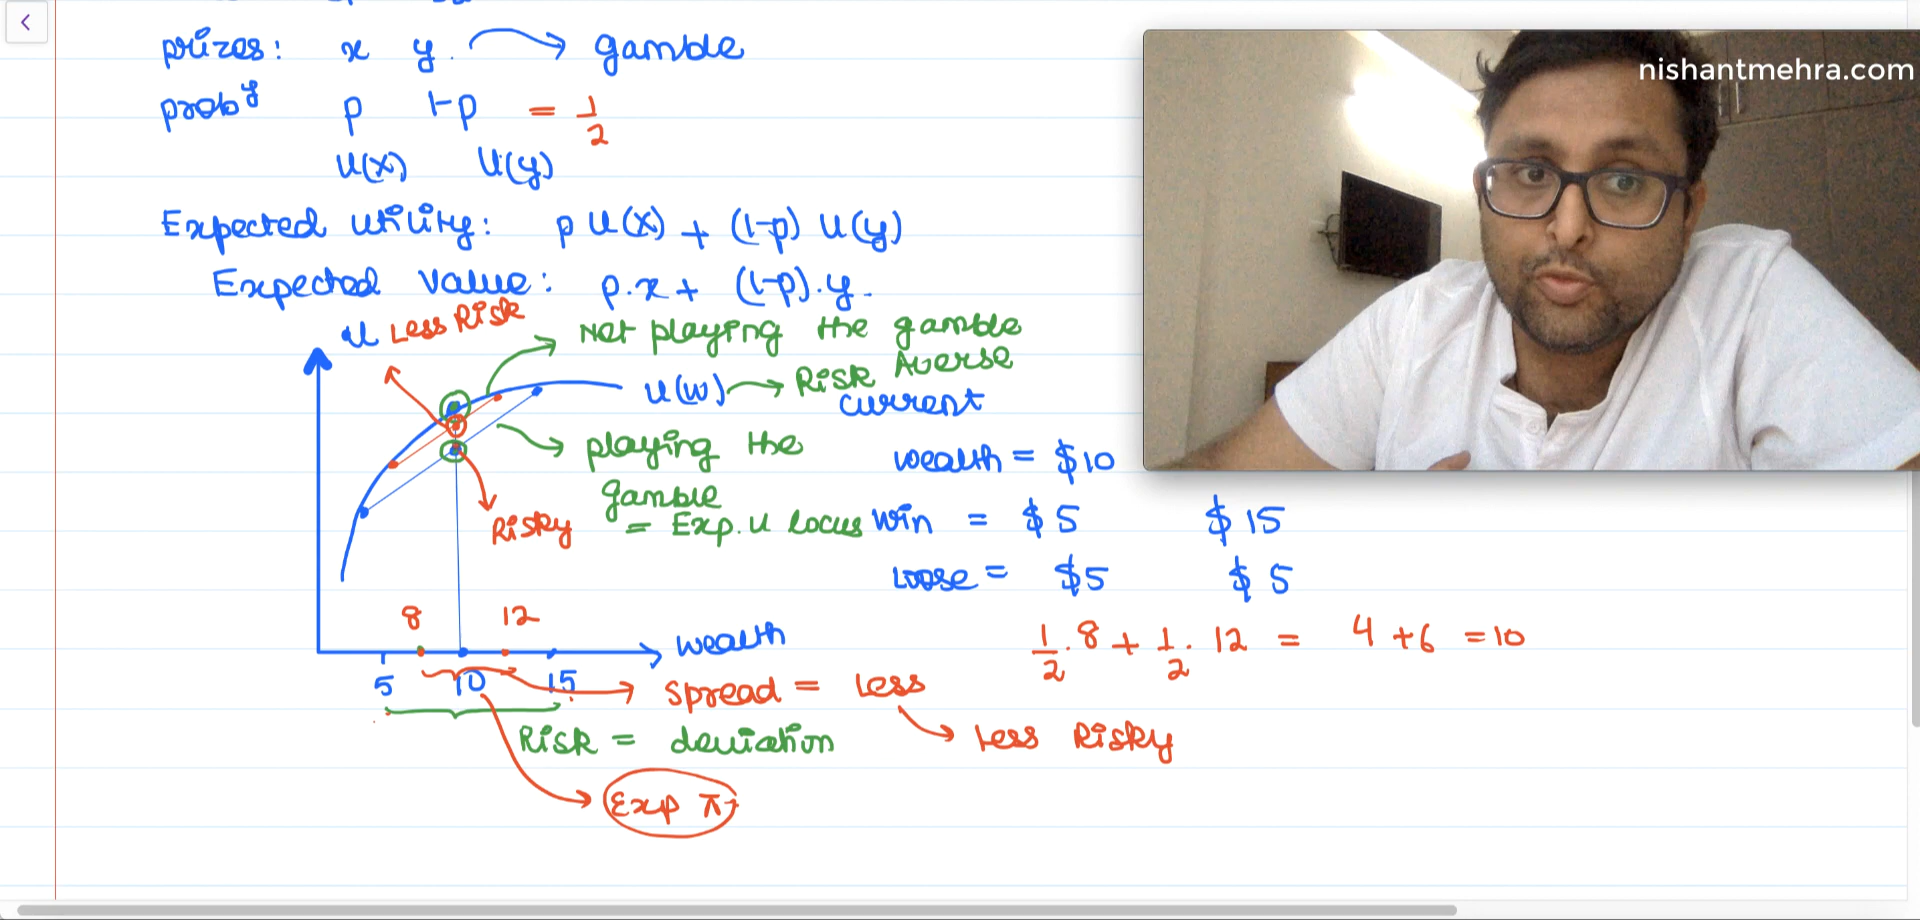 prizes: x y. → gamble
prob^y p 1-p = 1/2
u(x) u(y)
Expected utility: p u(x) + (1-p) u(y)
Expected value: p.x + (1-p).y.
u Less Risk
Not playing the gamble
u(w) → Risk Averse
current
playing the gamble
= Exp. u locus
wealth = $10
win = $5 $15
loose = $5 $5
Risky
8 12
wealth
1/2 . 8 + 1/2 . 12 = 4 + 6 = 10
5 10 15
spread = less
Risk = deviation
Less Risky
Exp
nishantmehra.com